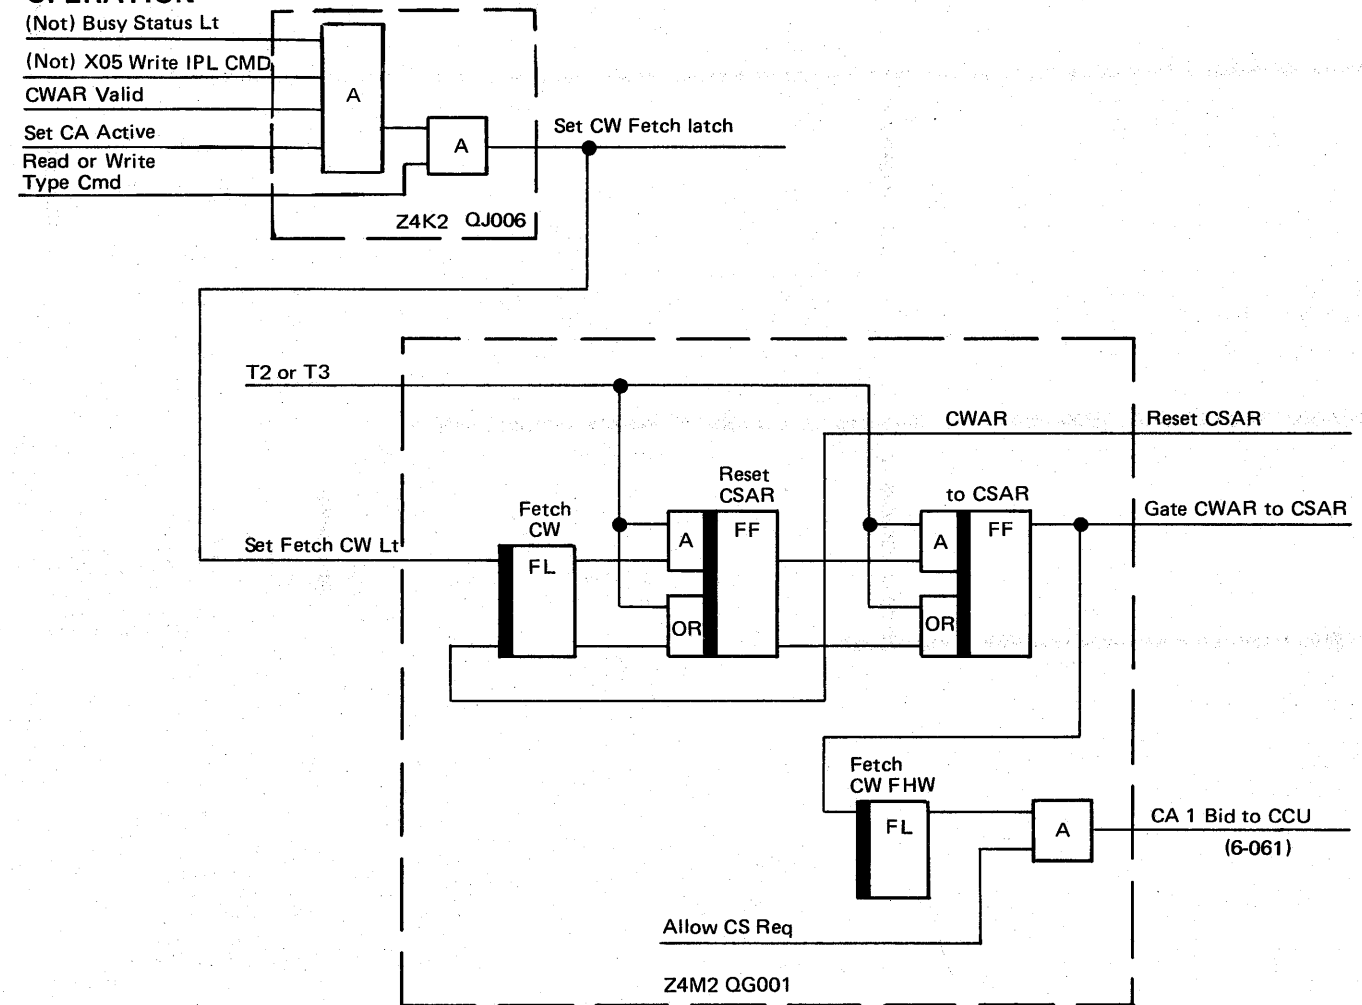 OPERATION
(Not) Busy Status Lt
(Not) X05 Write IPL CMD
CWAR Valid
Set CA Active
Read or Write
Type Cmd
A
A
Set CW Fetch latch
Z4K2 QJ006
T2 or T3
CWAR
Reset CSAR
Reset
CSAR
to CSAR
Fetch
CW
A
FF
A
FF
Gate CWAR to CSAR
Set Fetch CW Lt
FL
OR
OR
Fetch
CW FHW
FL
A
CA 1 Bid to CCU
(6-061)
Allow CS Req
Z4M2 QG001